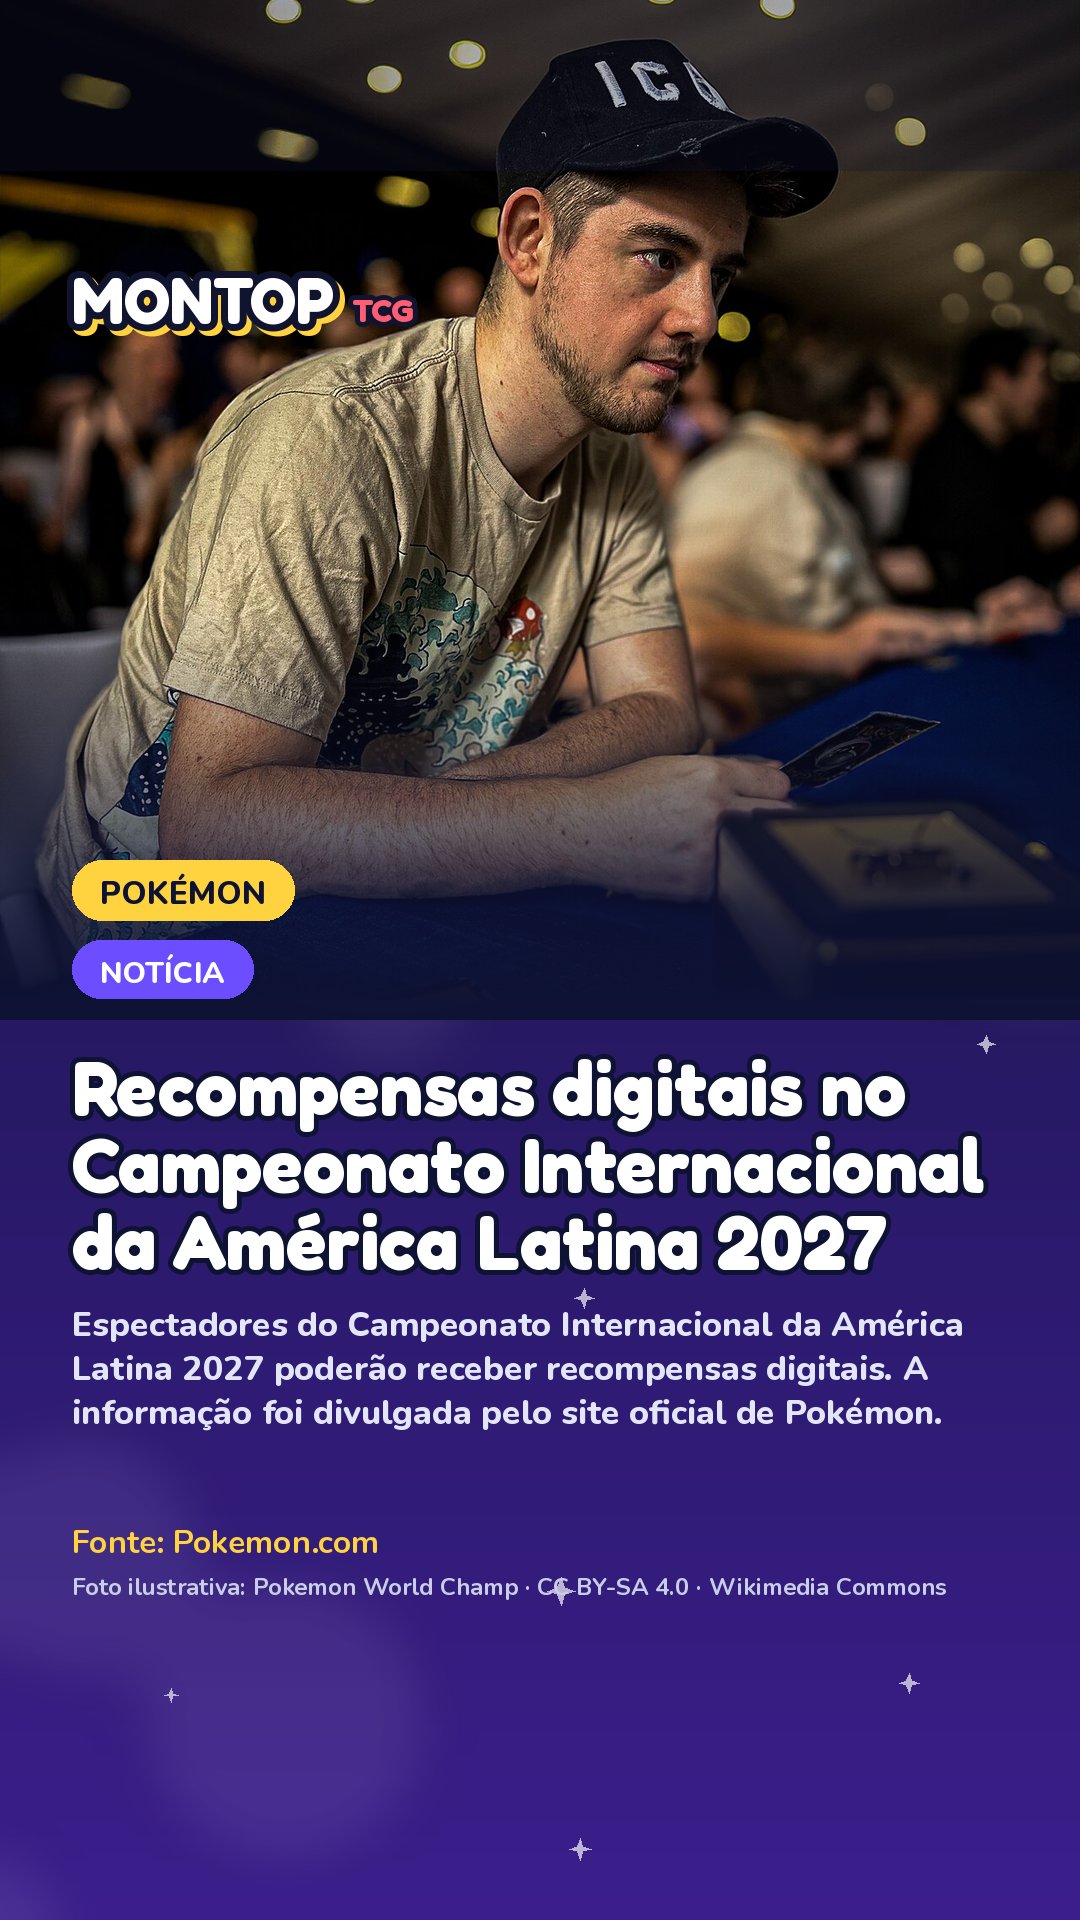 MONTOP TCG
POKÉMON
NOTÍCIA
Recompensas digitais no
Campeonato Internacional
da América Latina 2027
Espectadores do Campeonato Internacional da América
Latina 2027 poderão receber recompensas digitais. A
informação foi divulgada pelo site oficial de Pokémon.
Fonte: Pokemon.com
Foto ilustrativa: Pokemon World Champ · CC BY-SA 4.0 · Wikimedia Commons